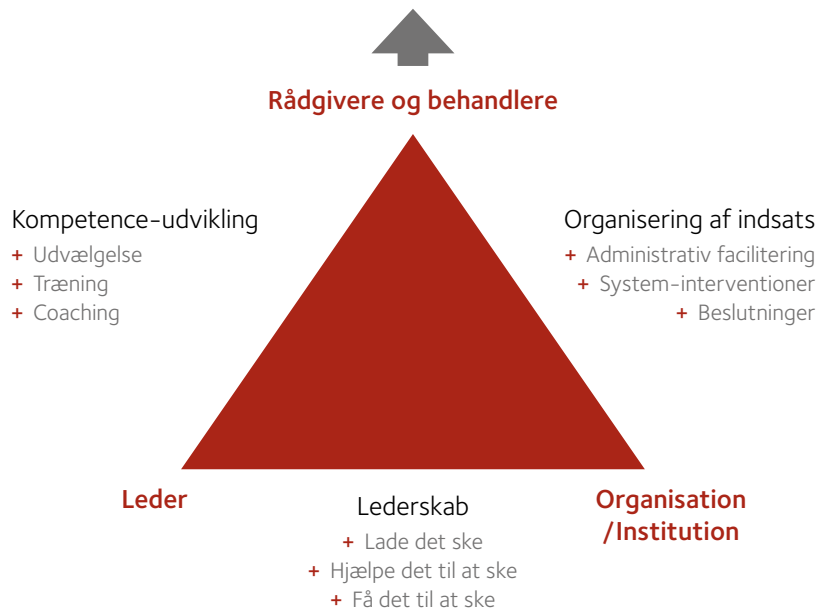 Rådgivere og behandlere
Kompetence-udvikling
+ Udvælgelse
+ Træning
+ Coaching
Organisering af indsats
+ Administrativ facilitering
+ System-interventioner
+ Beslutninger
Leder
Lederskab
+ Lade det ske
+ Hjælpe det til at ske
+ Få det til at ske
Organisation
/Institution